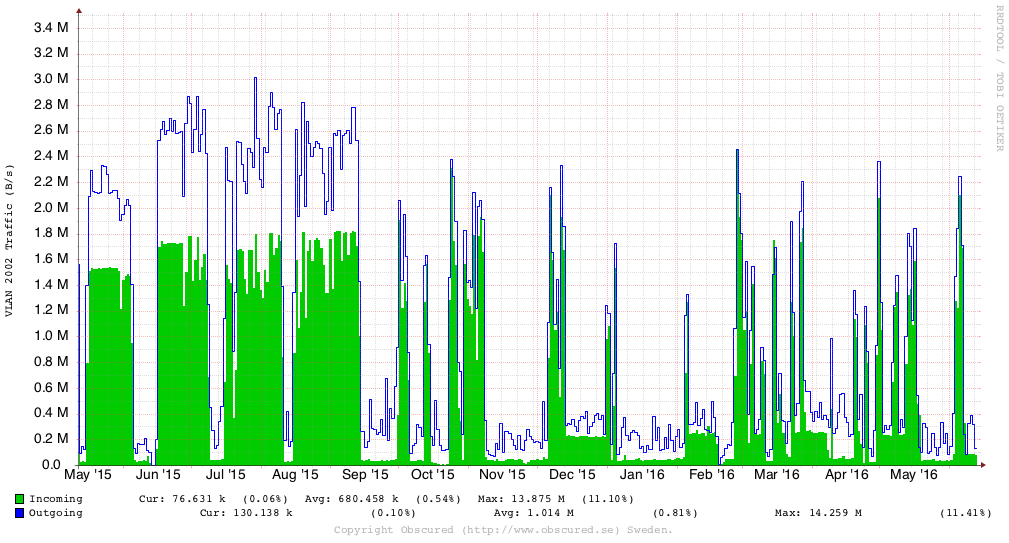 RRDTOOL / TOBI OETIKER
VLAN 2002 Traffic (B/s)
3.4 M
3.2 M
3.0 M
2.8 M
2.6 M
2.4 M
2.2 M
2.0 M
1.8 M
1.6 M
1.4 M
1.2 M
1.0 M
0.8 M
0.6 M
0.4 M
0.2 M
0.0
May '15 Jun '15 Jul '15 Aug '15 Sep '15 Oct '15 Nov '15 Dec '15 Jan '16 Feb '16 Mar '16 Apr '16 May '16
Incoming Cur: 76.631 k (0.06%) Avg: 680.458 k (0.54%) Max: 13.875 M (11.10%)
Outgoing Cur: 130.138 k (0.10%) Avg: 1.014 M (0.81%) Max: 14.259 M (11.41%)
Copyright Obscured (http://www.obscured.se) Sweden.